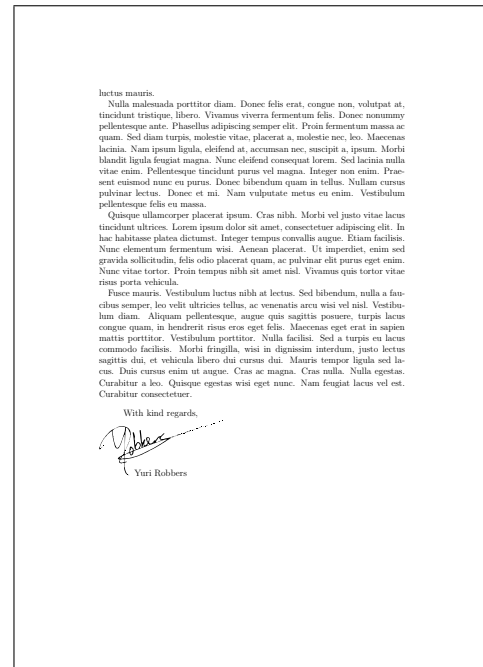 luctus mauris.
Nulla malesuada porttitor diam. Donec felis erat, congue non, volutpat at,
tincidunt tristique, libero. Vivamus viverra fermentum felis. Donec nonummy
pellentesque ante. Phasellus adipiscing semper elit. Proin fermentum massa ac
quam. Sed diam turpis, molestie vitae, placerat a, molestie nec, leo. Maecenas
lacinia. Nam ipsum ligula, eleifend at, accumsan nec, suscipit a, ipsum. Morbi
blandit ligula feugiat magna. Nunc eleifend consequat lorem. Sed lacinia nulla
vitae enim. Pellentesque tincidunt purus vel magna. Integer non enim. Prae-
sent euismod nunc eu purus. Donec bibendum quam in tellus. Nullam cursus
pulvinar lectus. Donec et mi. Nam vulputate metus eu enim. Vestibulum
pellentesque felis eu massa.
Quisque ullamcorper placerat ipsum. Cras nibh. Morbi vel justo vitae lacus
tincidunt ultrices. Lorem ipsum dolor sit amet, consectetuer adipiscing elit. In
hac habitasse platea dictumst. Integer tempus convallis augue. Etiam facilisis.
Nunc elementum fermentum wisi. Aenean placerat. Ut imperdiet, enim sed
gravida sollicitudin, felis odio placerat quam, ac pulvinar elit purus eget enim.
Nunc vitae tortor. Proin tempus nibh sit amet nisl. Vivamus quis tortor vitae
risus porta vehicula.
Fusce mauris. Vestibulum luctus nibh at lectus. Sed bibendum, nulla a fau-
cibus semper, leo velit ultricies tellus, ac venenatis arcu wisi vel nisl. Vestibu-
lum diam. Aliquam pellentesque, augue quis sagittis posuere, turpis lacus
congue quam, in hendrerit risus eros eget felis. Maecenas eget erat in sapien
mattis porttitor. Vestibulum porttitor. Nulla facilisi. Sed a turpis eu lacus
commodo facilisis. Morbi fringilla, wisi in dignissim interdum, justo lectus
sagittis dui, et vehicula libero dui cursus dui. Mauris tempor ligula sed la-
cus. Duis cursus enim ut augue. Cras ac magna. Cras nulla. Nulla egestas.
Curabitur a leo. Quisque egestas wisi eget nunc. Nam feugiat lacus vel est.
Curabitur consectetuer.
With kind regards,
YRobbers
Yuri Robbers